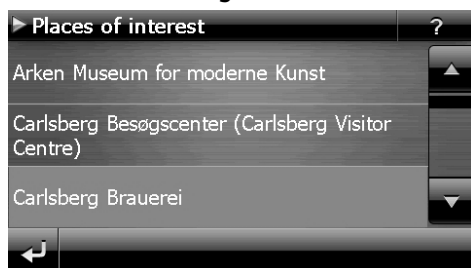 Places of interest ?
Arken Museum for moderne Kunst
Carlsberg Besøgscenter (Carlsberg Visitor
Centre)
Carlsberg Brauerei